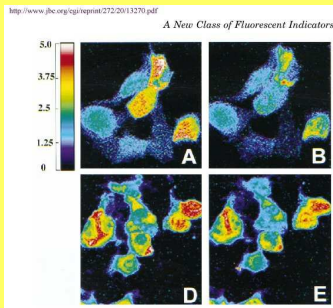 http://www.jbc.org/cgi/reprint/272/20/13270.pdf
A New Class of Fluorescent Indicators
5.0
3.75
2.5
1.25
0
A
B
D
E